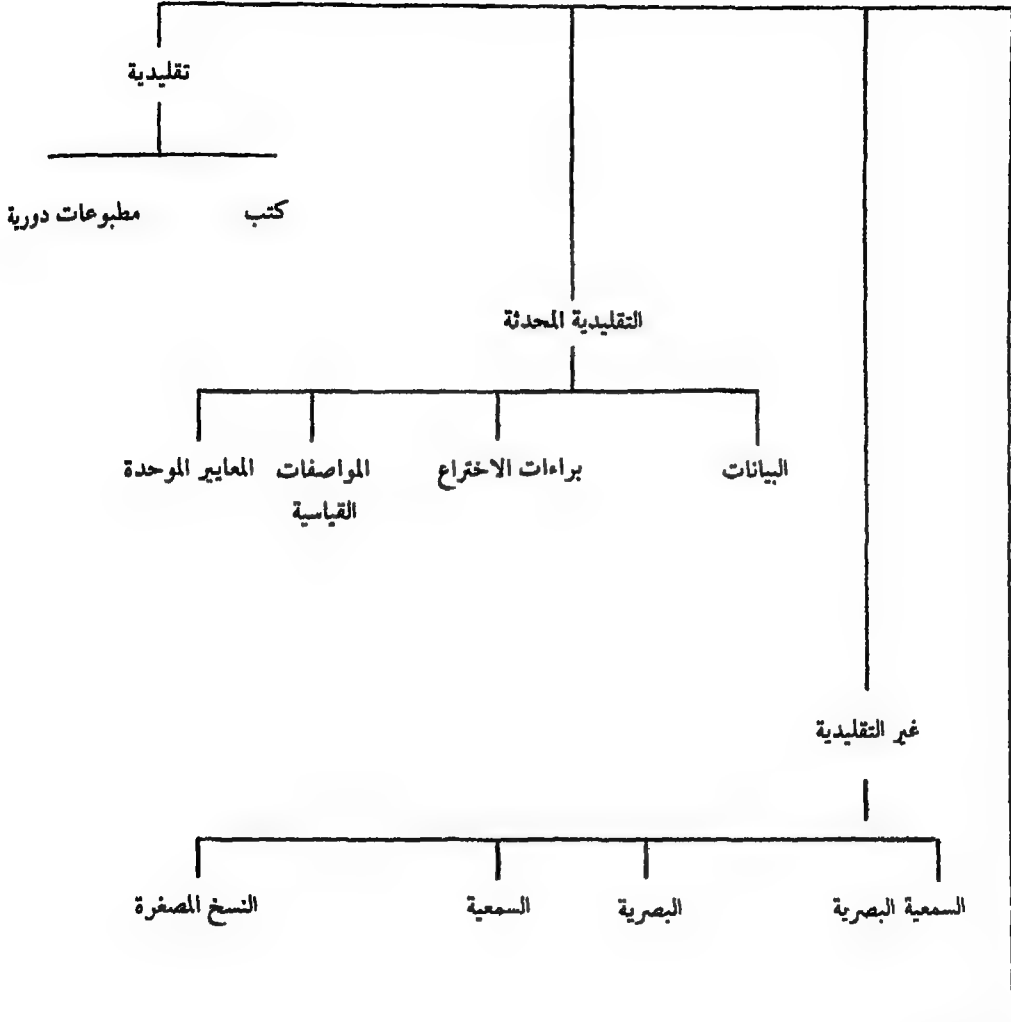 تقليدية
كتب
مطبوعات دورية
التقليدية المحدثة
البيانات
براءات الاختراع
المواصفات
القياسية
المعايير الموحدة
غير التقليدية
السمعية البصرية
البصرية
السمعية
النسخ المصغرة